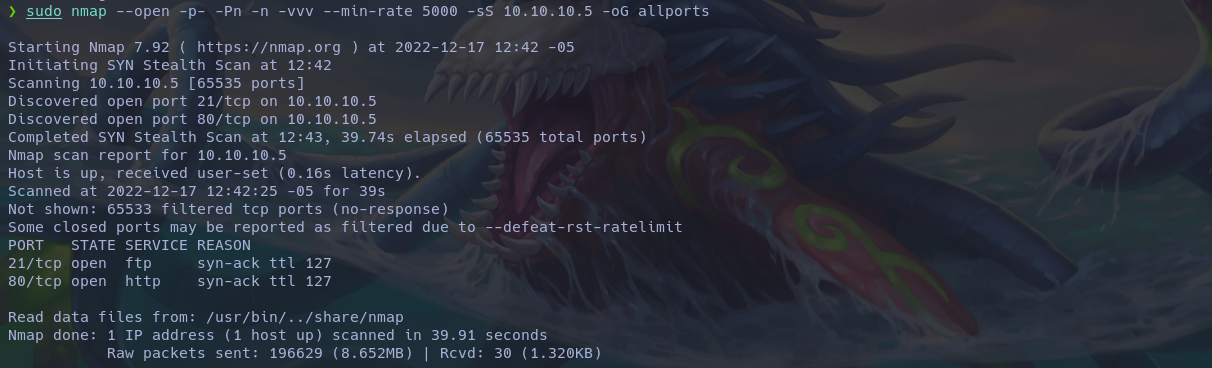 ❯ sudo nmap --open -p- -Pn -n -vvv --min-rate 5000 -sS 10.10.10.5 -oG allports
Starting Nmap 7.92 ( https://nmap.org ) at 2022-12-17 12:42 -05
Initiating SYN Stealth Scan at 12:42
Scanning 10.10.10.5 [65535 ports]
Discovered open port 21/tcp on 10.10.10.5
Discovered open port 80/tcp on 10.10.10.5
Completed SYN Stealth Scan at 12:43, 39.74s elapsed (65535 total ports)
Nmap scan report for 10.10.10.5
Host is up, received user-set (0.16s latency).
Scanned at 2022-12-17 12:42:25 -05 for 39s
Not shown: 65533 filtered tcp ports (no-response)
Some closed ports may be reported as filtered due to --defeat-rst-ratelimit
PORT   STATE SERVICE REASON
21/tcp open  ftp     syn-ack ttl 127
80/tcp open  http    syn-ack ttl 127
Read data files from: /usr/bin/../share/nmap
Nmap done: 1 IP address (1 host up) scanned in 39.91 seconds
           Raw packets sent: 196629 (8.652MB) | Rcvd: 30 (1.320KB)